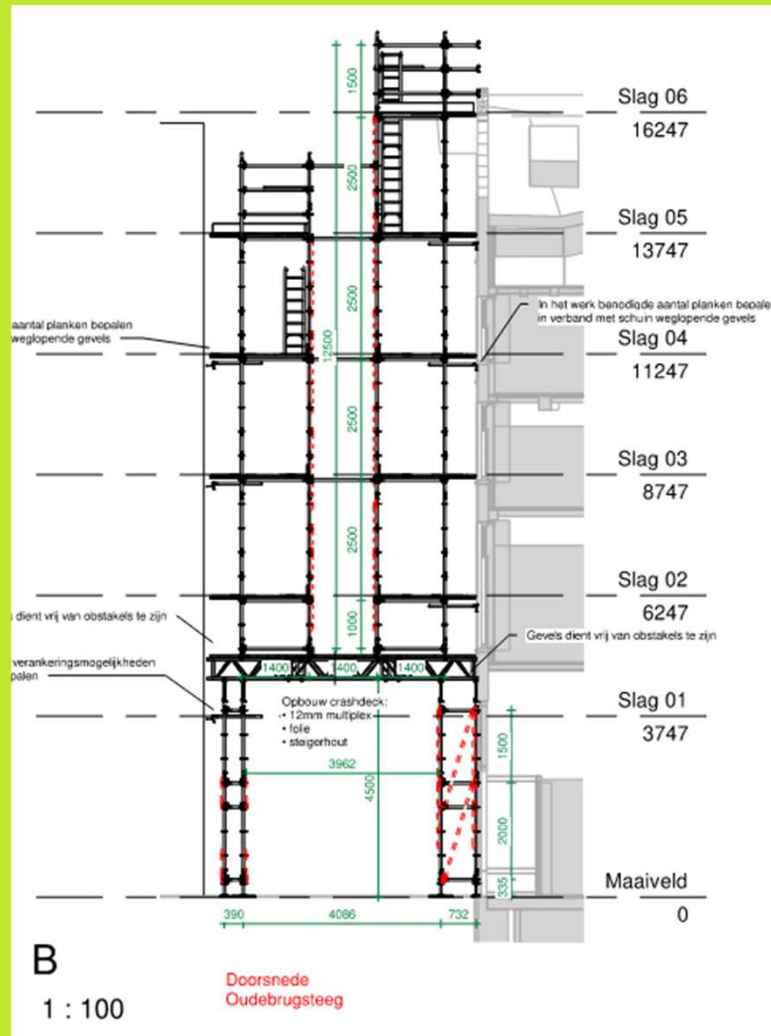 Slag 06
16247
Slag 05
13747
In het werk benodigde aantal planken bepale
in verband met schuin weglopende gevels
aantal planken bepalen
weglopende gevels
Slag 04
11247
Slag 03
8747
Slag 02
6247
dient vrij van obstakels te zijn
Gevels dient vrij van obstakels te zijn
verankeringsmogelijkheden
palen
Slag 01
3747
Opbouw crashdeck:
• 12mm multiplex
• folie
• steigerhout
Maaiveld
0
1500
2500
2500
12500
2500
2500
1000
1400 1400 1400
3962
4500
1500
2000
335
390 4086 732
B
1 : 100
Doorsnede
Oudebrugsteeg